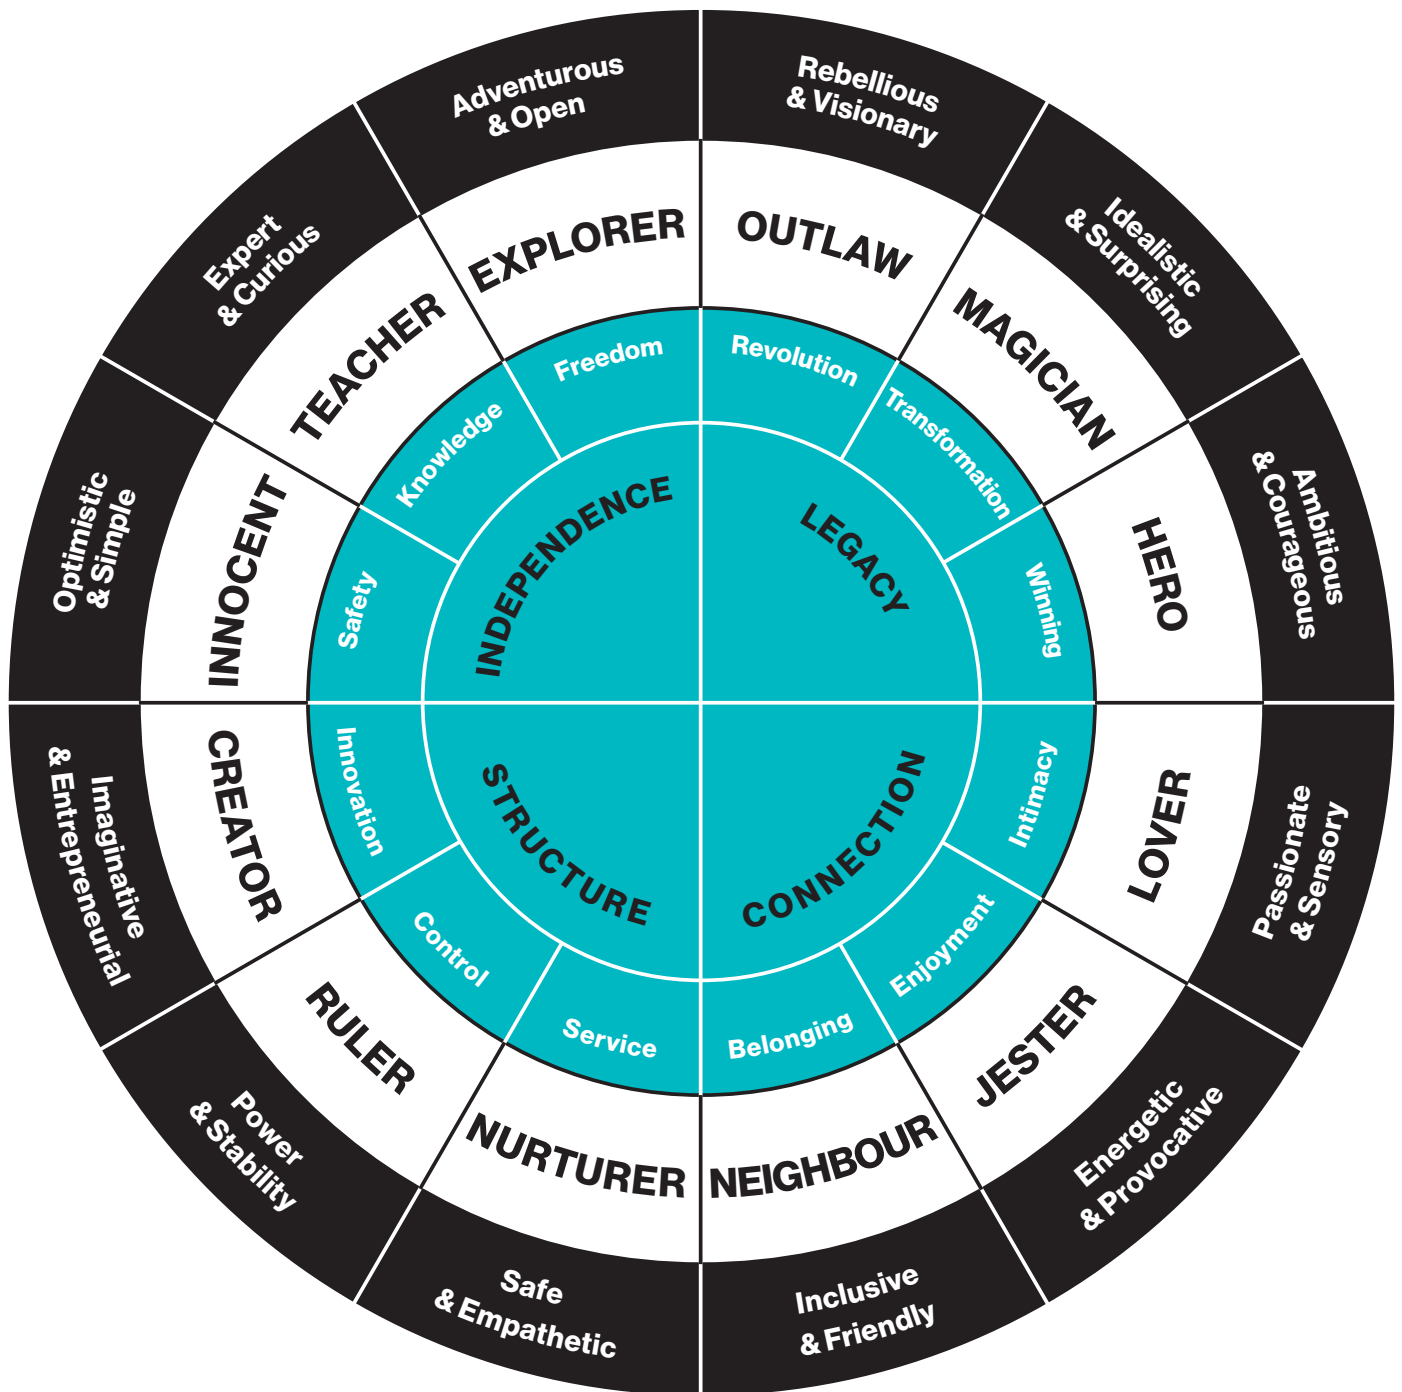 Adventurous
& Open
Rebellious
& Visionary
Idealistic
& Surprising
Ambitious
& Courageous
Passionate
& Sensory
Energetic
& Provocative
Inclusive
& Friendly
Safe
& Empathetic
Power
& Stability
Imaginative
& Entrepreneurial
Optimistic
& Simple
Expert
& Curious
EXPLORER
OUTLAW
MAGICIAN
HERO
LOVER
JESTER
NEIGHBOUR
NURTURER
RULER
CREATOR
INNOCENT
TEACHER
Freedom
Revolution
Transformation
Winning
Intimacy
Enjoyment
Belonging
Service
Control
Innovation
Safety
Knowledge
INDEPENDENCE
LEGACY
CONNECTION
STRUCTURE